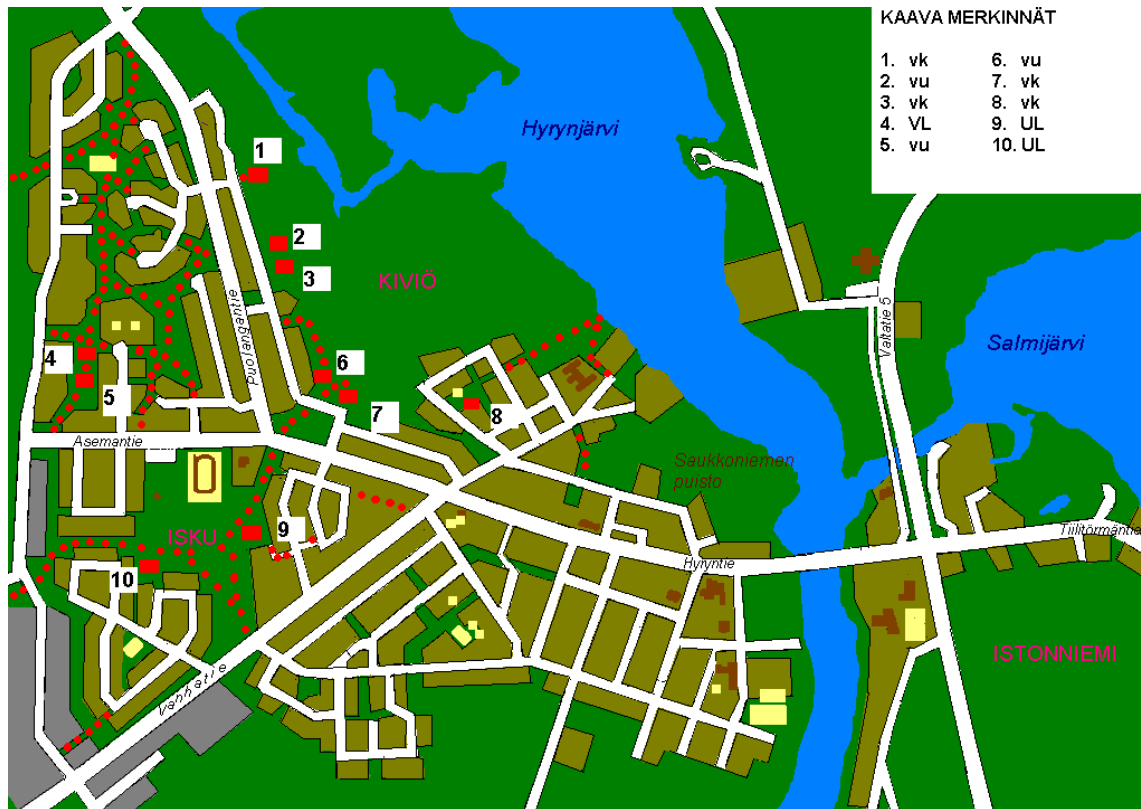 KAAVA MERKINNÄT
1. vk 6. vu
2. vu 7. vk
3. vk 8. vk
4. VL 9. UL
5. vu 10. UL
Hyrynjärvi
1
2
3
KIVIÖ
Puolangantie
Valtatie 5
Salmijärvi
4
5
6
7
8
Asemantie
Saukkoniemen
puisto
ISKU
9
10
Hyryntie
Tiilitörmäntie
ISTONNIEMI
Vanhatie